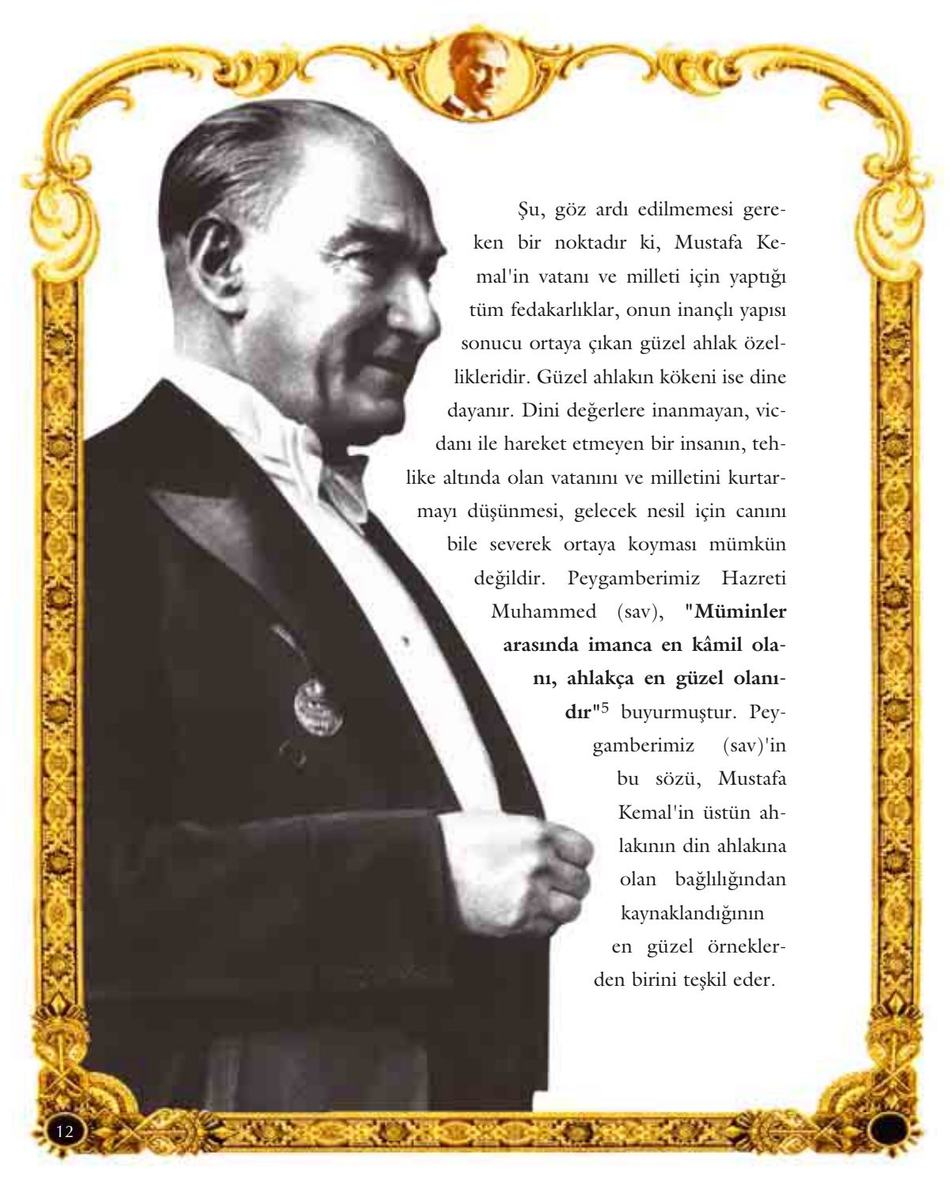 Şu, göz ardı edilmemesi gere-
ken bir noktadır ki, Mustafa Ke-
mal'in vatanı ve milleti için yaptığı
tüm fedakarlıklar, onun inançlı yapısı
sonucu ortaya çıkan güzel ahlak özel-
likleridir. Güzel ahlakın kökeni ise dine
dayanır. Dini değerlere inanmayan, vic-
danı ile hareket etmeyen bir insanın, teh-
like altında olan vatanını ve milletini kurtar-
mayı düşünmesi, gelecek nesil için canını
bile severek ortaya koyması mümkün
değildir. Peygamberimiz Hazreti
Muhammed (sav), "Müminler
arasında imanca en kâmil ola-
nı, ahlakça en güzel olanı-
dır"5 buyurmuştur. Pey-
gamberimiz (sav)'in
bu sözü, Mustafa
Kemal'in üstün ah-
lakının din ahlakına
olan bağlılığından
kaynaklandığının
en güzel örnekler-
den birini teşkil eder.
12